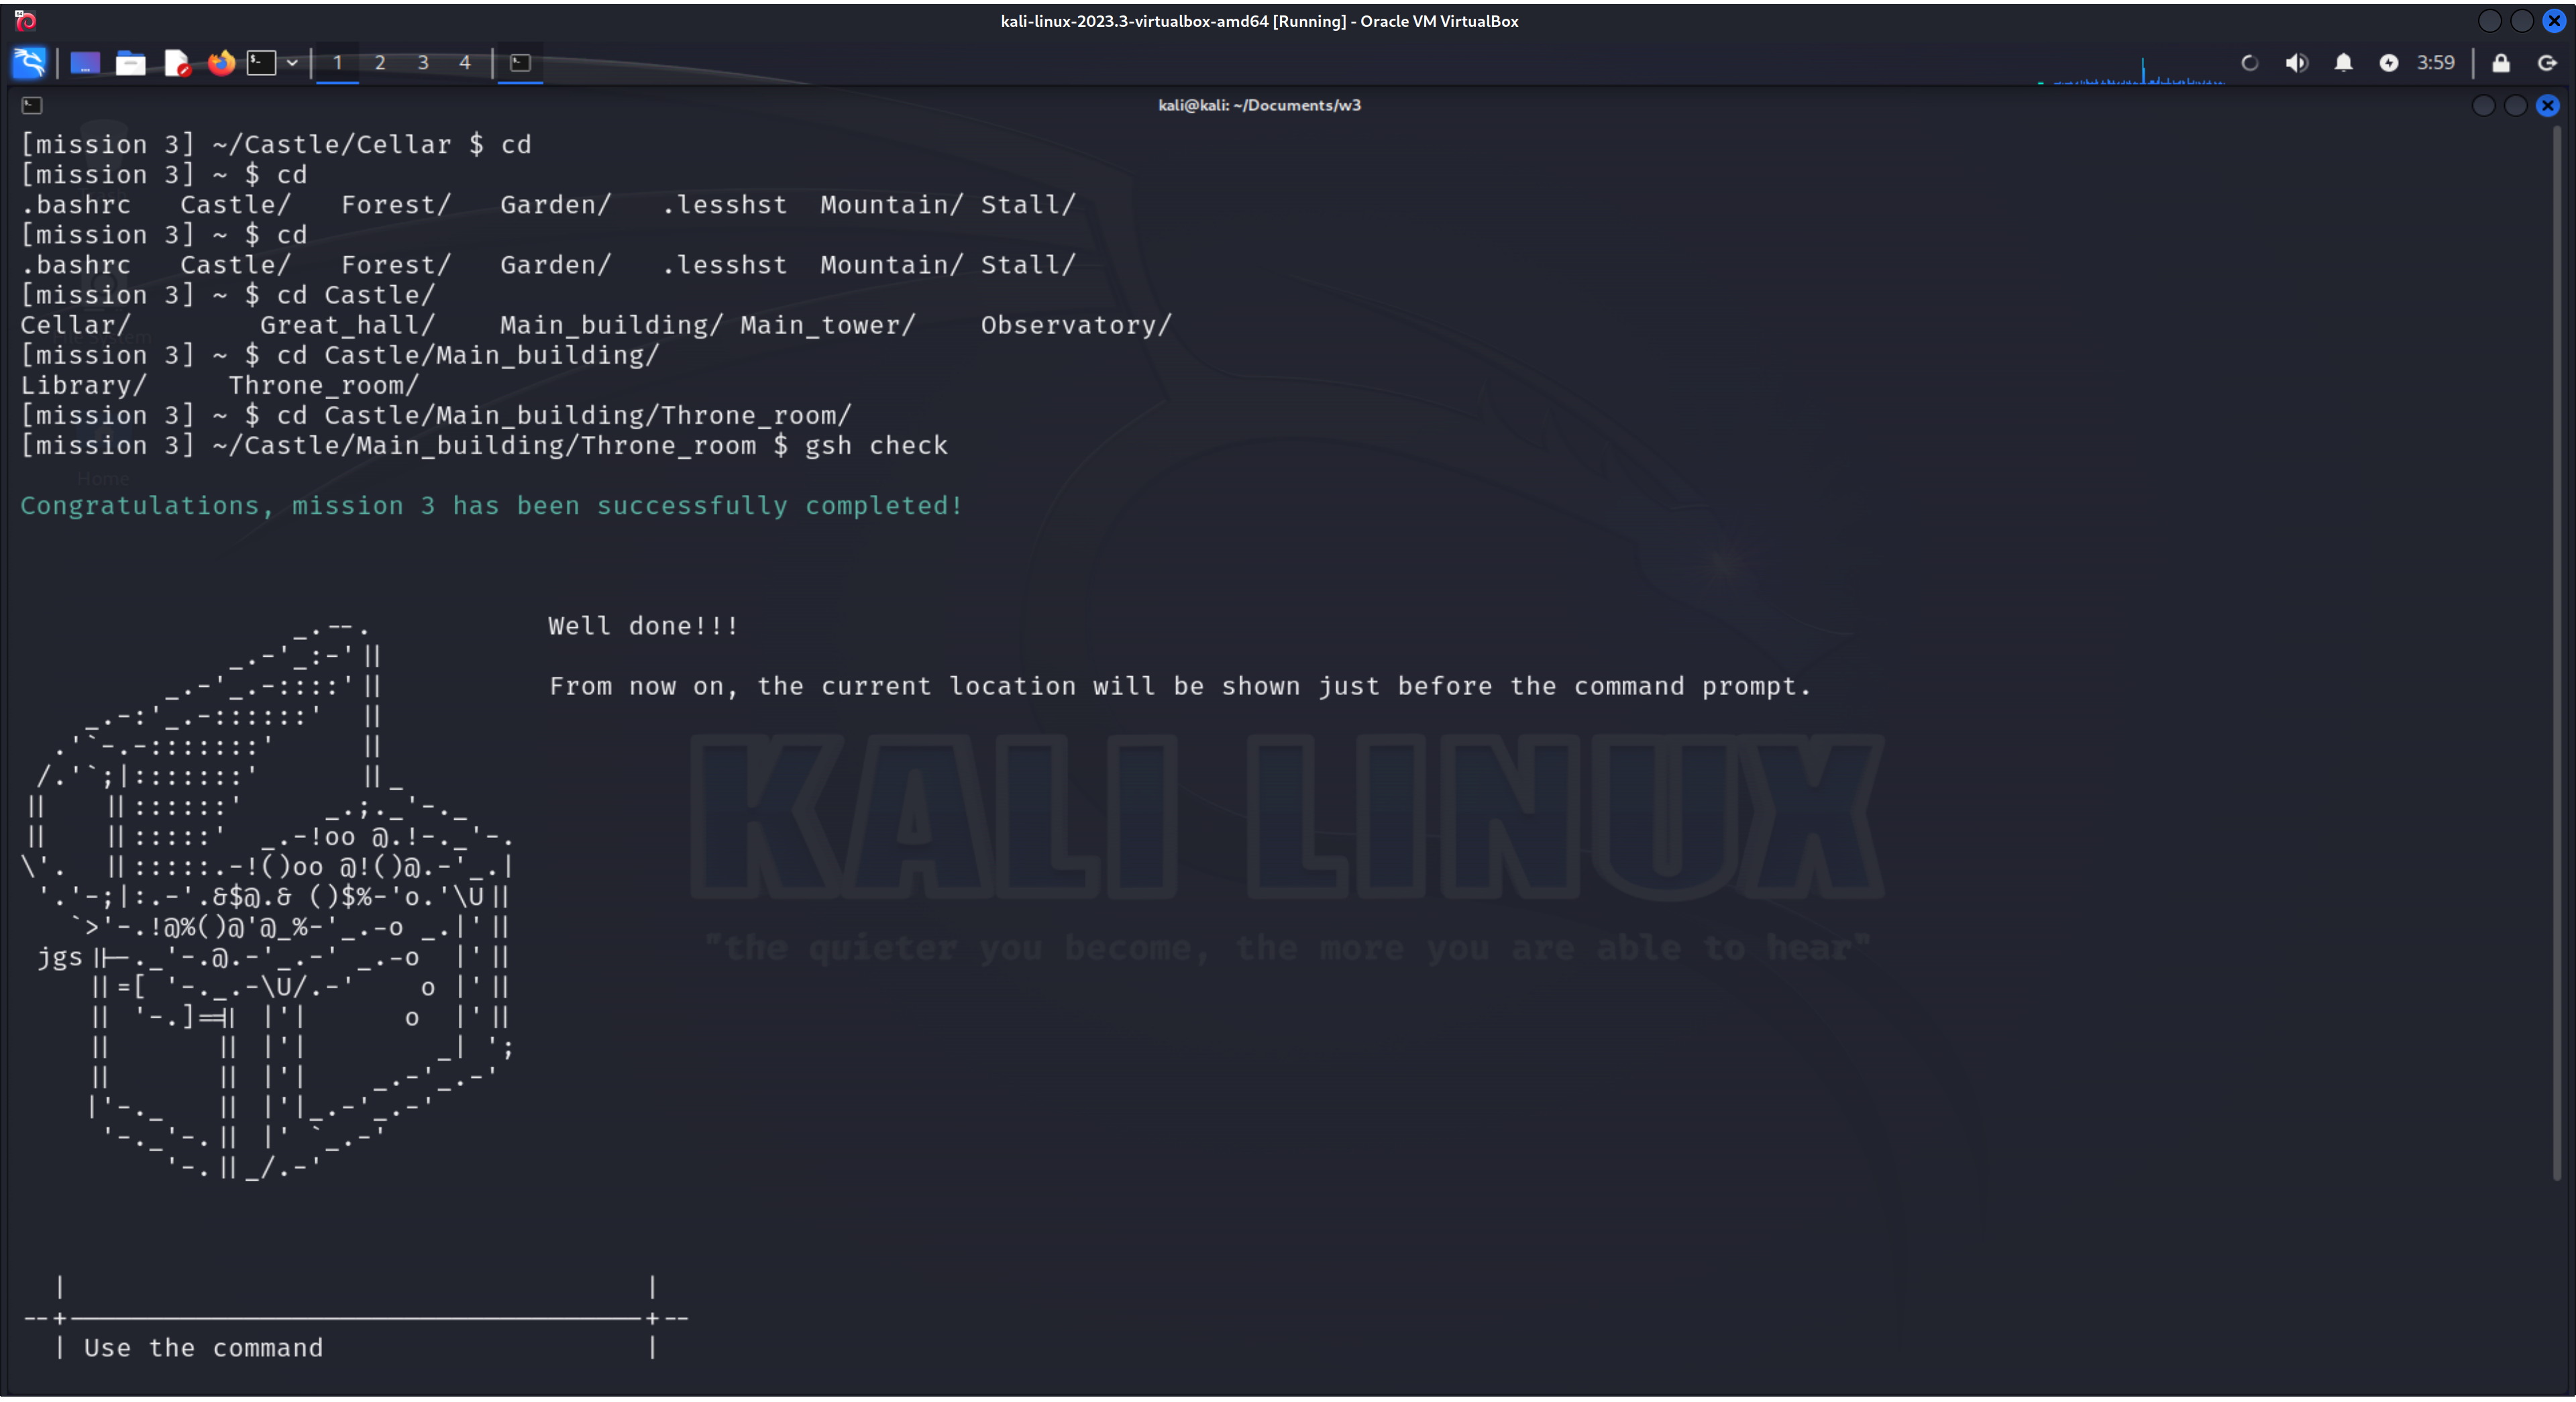 kali-linux-2023.3-virtualbox-amd64 [Running] - Oracle VM VirtualBox
1 2 3 4 3:59
kali@kali: ~/Documents/w3
[mission 3] ~/Castle/Cellar $ cd
[mission 3] ~ $ cd
.bashrc   Castle/   Forest/   Garden/   .lesshst  Mountain/ Stall/
[mission 3] ~ $ cd
.bashrc   Castle/   Forest/   Garden/   .lesshst  Mountain/ Stall/
[mission 3] ~ $ cd Castle/
Cellar/        Great_hall/    Main_building/ Main_tower/    Observatory/
[mission 3] ~ $ cd Castle/Main_building/
Library/     Throne_room/
[mission 3] ~ $ cd Castle/Main_building/Throne_room/
[mission 3] ~/Castle/Main_building/Throne_room $ gsh check
Home
Congratulations, mission 3 has been successfully completed!
Well done!!!
From now on, the current location will be shown just before the command prompt.
KALI LINUX
"the quieter you become, the more you are able to hear"
jgs
Use the command